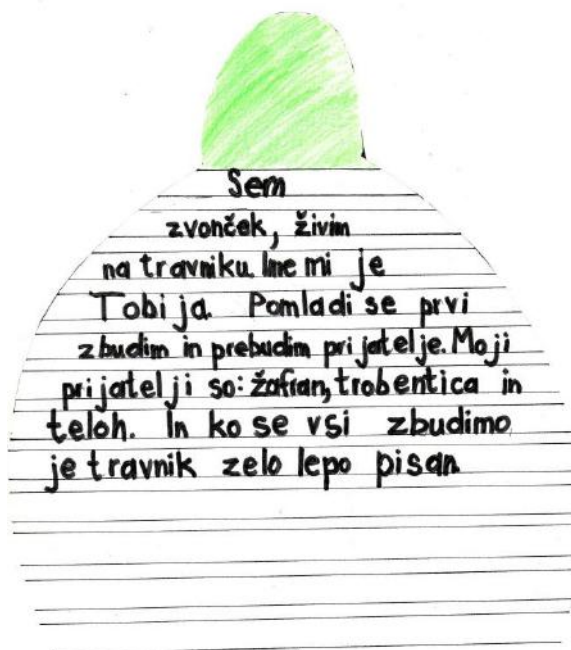 Sem
zvonček, živim
na travniku. Ime mi je
Tobija. Pomladi se prvi
zbudim in prebudim prijatelje. Moji
prijatelji so: žafran, trobentica in
teloh. In ko se vsi zbudimo
je travnik zelo lepo pisan